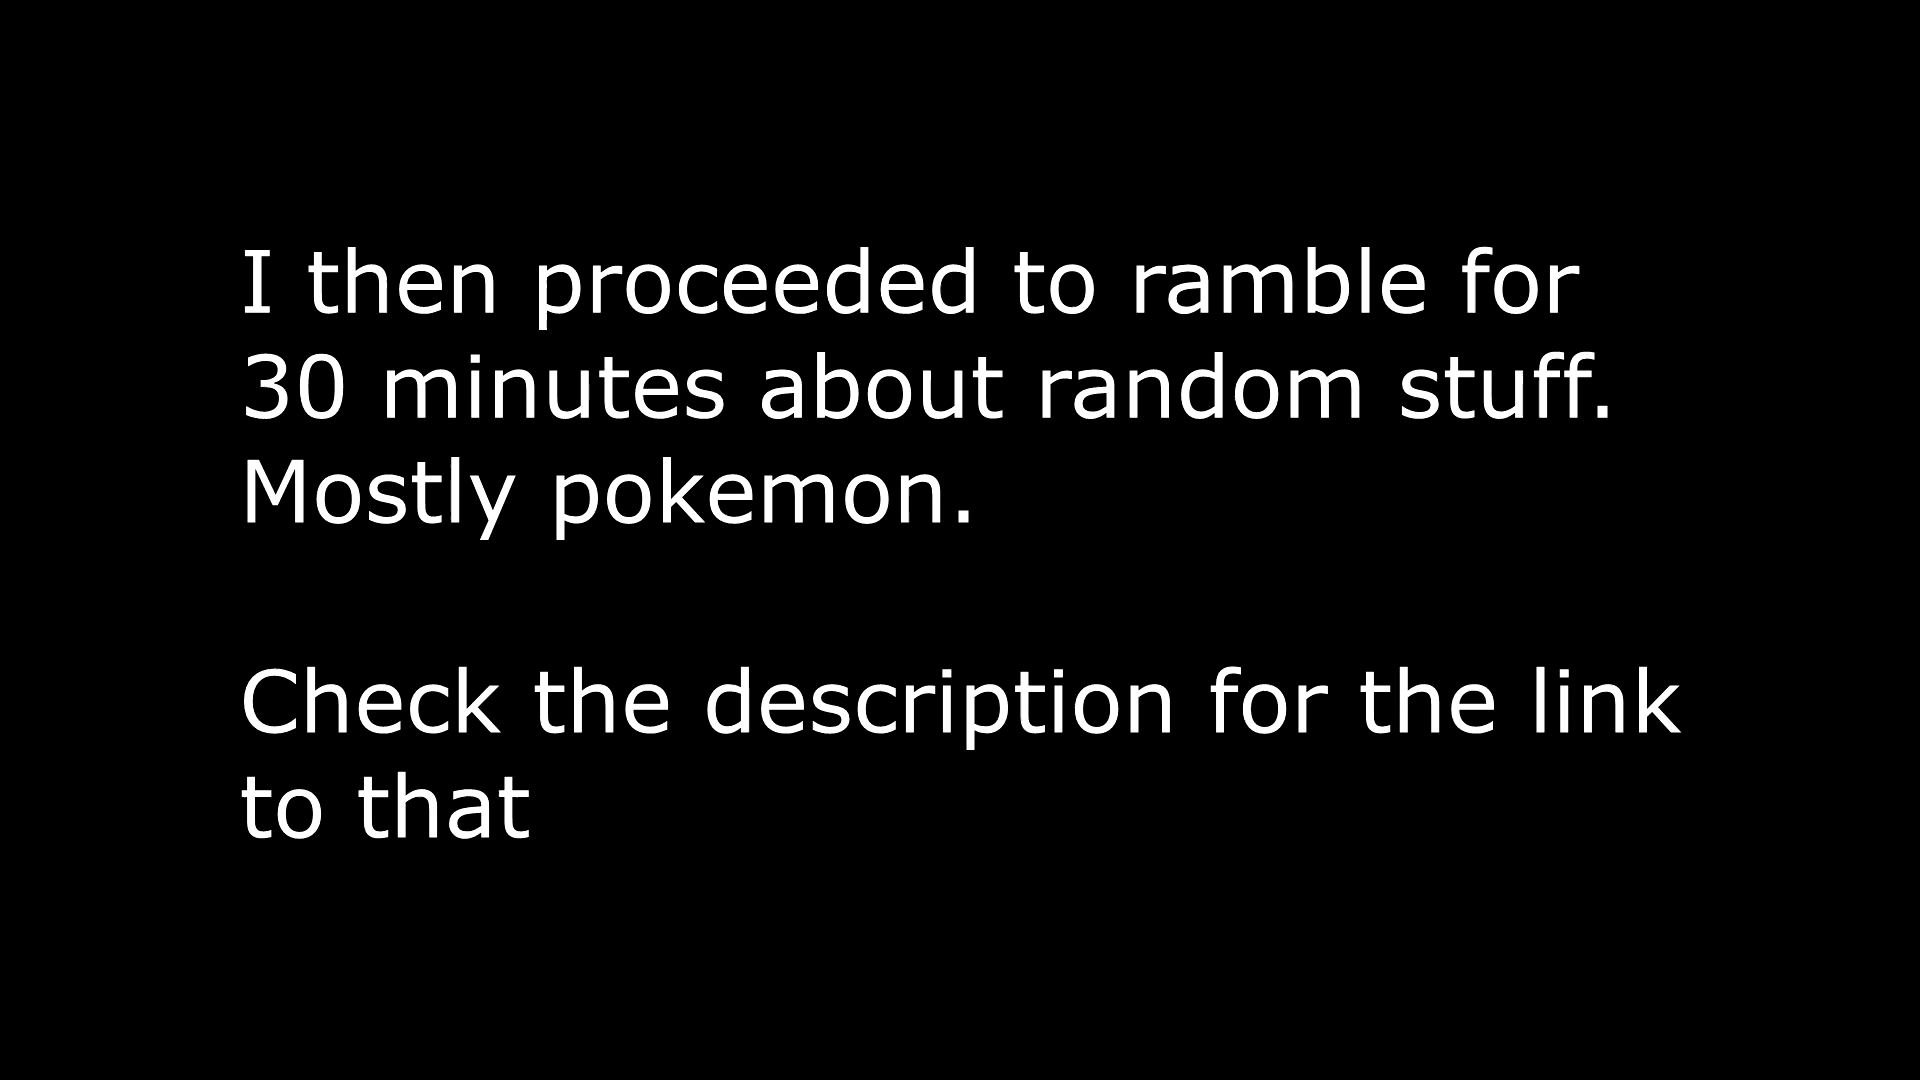 I then proceeded to ramble for
30 minutes about random stuff.
Mostly pokemon.
Check the description for the link
to that